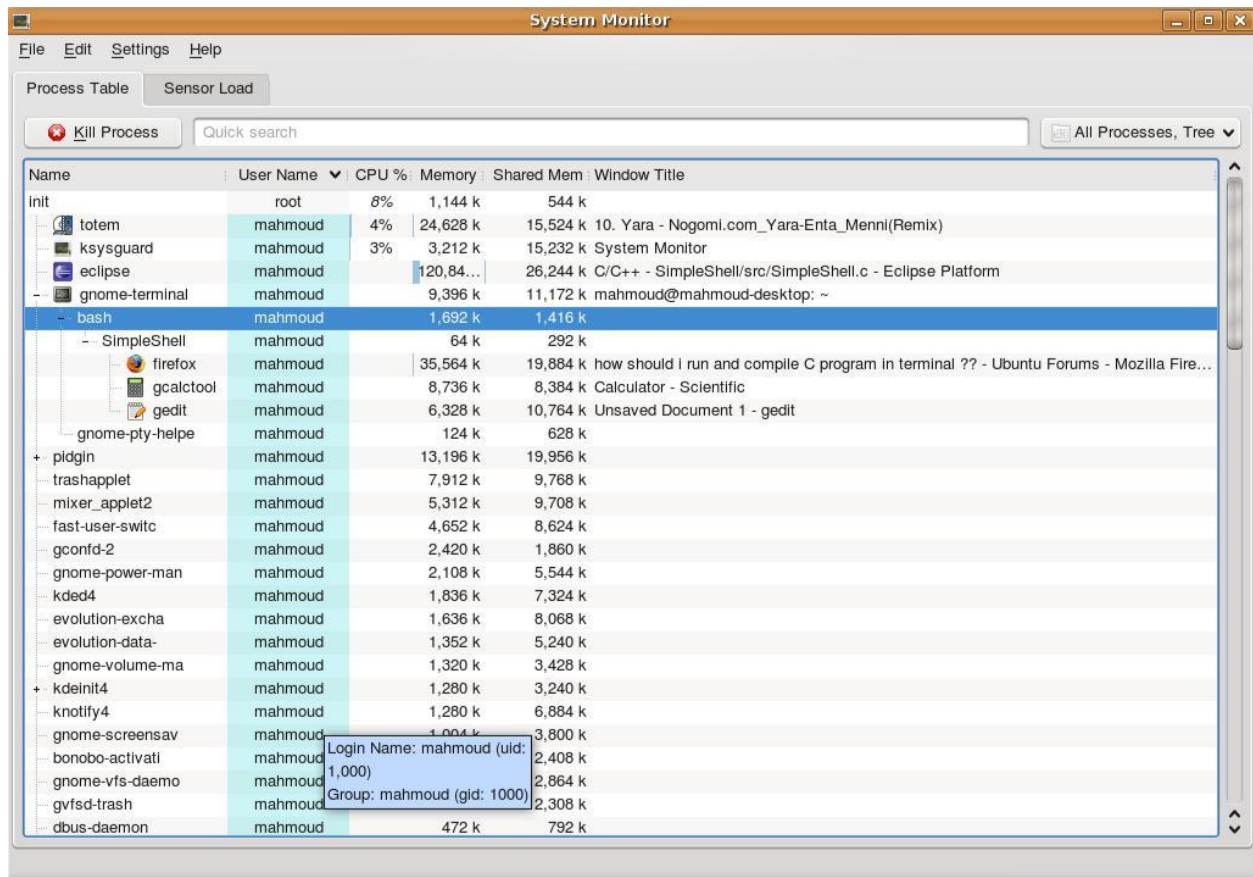 System Monitor
File Edit Settings Help
Process Table Sensor Load
Kill Process Quick search All Processes, Tree
Name User Name CPU % Memory Shared Mem Window Title
init root 8% 1,144 k 544 k
totem mahmoud 4% 24,628 k 15,524 k 10. Yara - Nogomi.com_Yara-Enta_Menni(Remix)
ksysguard mahmoud 3% 3,212 k 15,232 k System Monitor
eclipse mahmoud 120,84... 26,244 k C/C++ - SimpleShell/src/SimpleShell.c - Eclipse Platform
gnome-terminal mahmoud 9,396 k 11,172 k mahmoud@mahmoud-desktop: ~
bash mahmoud 1,692 k 1,416 k
SimpleShell mahmoud 64 k 292 k
firefox mahmoud 35,564 k 19,884 k how should i run and compile C program in terminal ?? - Ubuntu Forums - Mozilla Fire...
gcalctool mahmoud 8,736 k 8,384 k Calculator - Scientific
gedit mahmoud 6,328 k 10,764 k Unsaved Document 1 - gedit
gnome-pty-helpe mahmoud 124 k 628 k
pidgin mahmoud 13,196 k 19,956 k
trashapplet mahmoud 7,912 k 9,768 k
mixer_applet2 mahmoud 5,312 k 9,708 k
fast-user-switc mahmoud 4,652 k 8,624 k
gconfd-2 mahmoud 2,420 k 1,860 k
gnome-power-man mahmoud 2,108 k 5,544 k
kded4 mahmoud 1,836 k 7,324 k
evolution-excha mahmoud 1,636 k 8,068 k
evolution-data- mahmoud 1,352 k 5,240 k
gnome-volume-ma mahmoud 1,320 k 3,428 k
kdeinit4 mahmoud 1,280 k 3,240 k
knotify4 mahmoud 1,280 k 6,884 k
gnome-screensav mahmoud 1,004 k 3,800 k
bonobo-activati mahmoud 2,408 k
gnome-vfs-daemo mahmoud 2,864 k
gvfsd-trash mahmoud 2,308 k
dbus-daemon mahmoud 472 k 792 k
Login Name: mahmoud (uid:
1,000)
Group: mahmoud (gid: 1000)